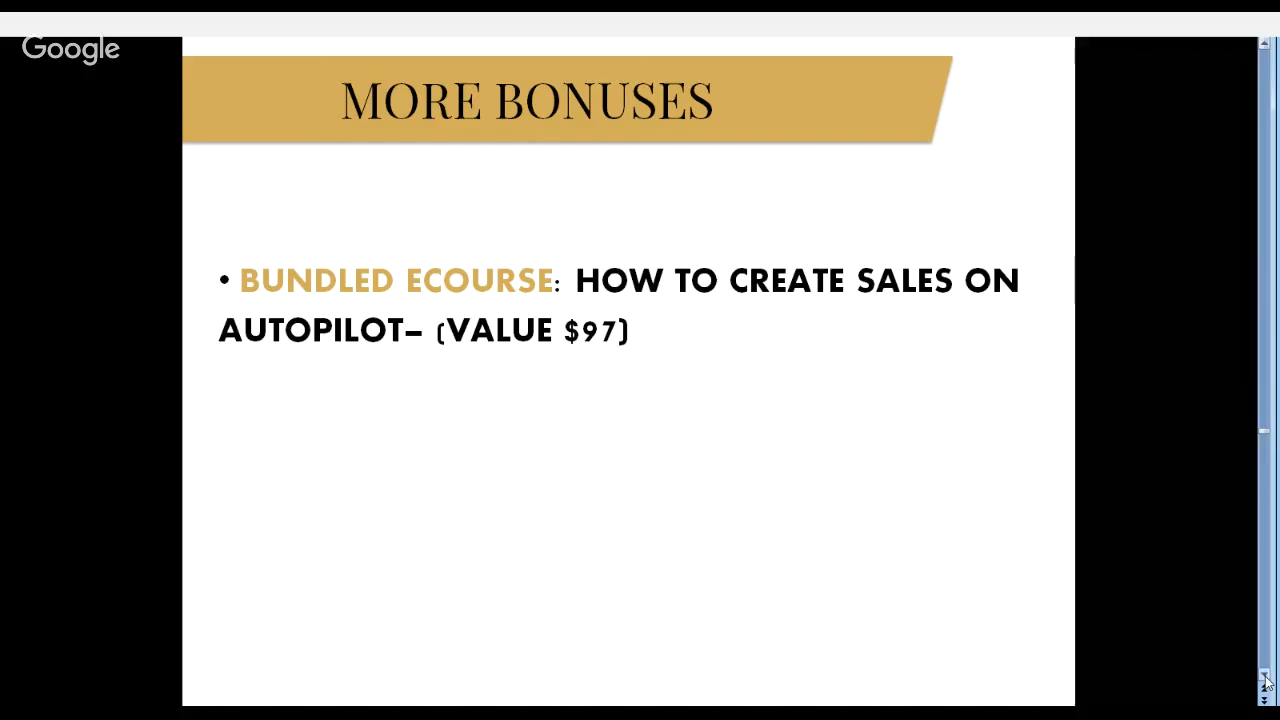 Google
MORE BONUSES
• BUNDLED ECOURSE: HOW TO CREATE SALES ON
AUTOPILOT– (VALUE $97)